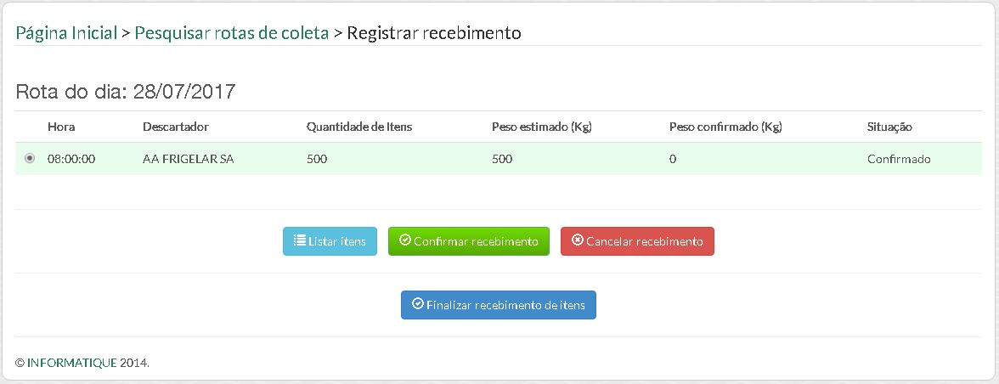 Página Inicial > Pesquisar rotas de coleta > Registrar recebimento
Rota do dia: 28/07/2017
Hora Descartador Quantidade de Itens Peso estimado (Kg) Peso confirmado (Kg) Situação
08:00:00 AA FRIGELAR SA 500 500 0 Confirmado
Listar itens Confirmar recebimento Cancelar recebimento
Finalizar recebimento de itens
© INFORMATIQUE 2014.